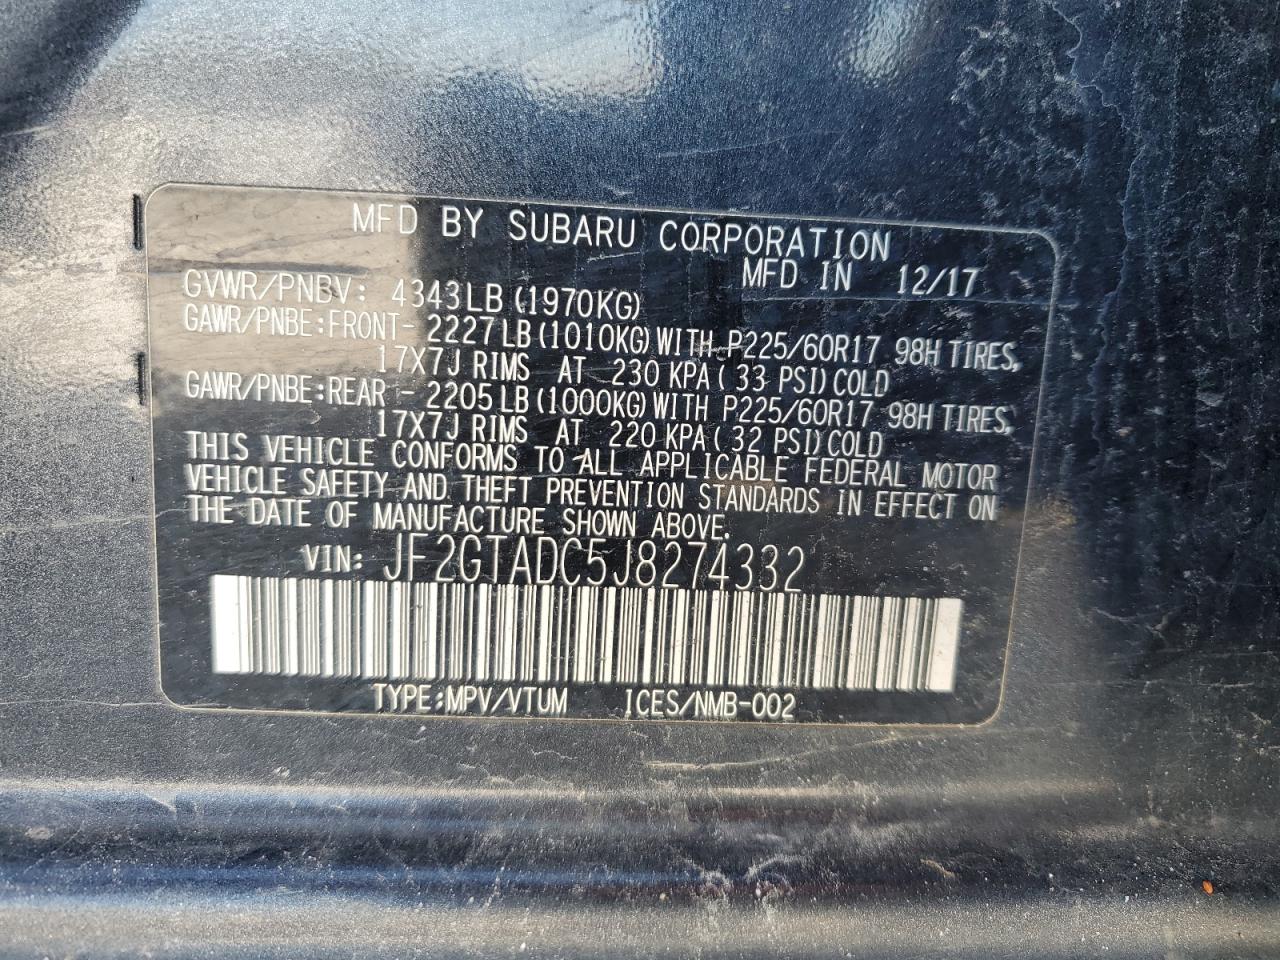 MFD BY SUBARU CORPORATION
MFD IN 12/17
GVWR/PNBV: 4343LB(1970KG)
GAWR/PNBE:FRONT- 2227LB(1010KG)WITH P225/60R17 98H TIRES,
17X7J RIMS AT 230 KPA( 33 PSI)COLD
GAWR/PNBE:REAR - 2205LB(1000KG)WITH P225/60R17 98H TIRES,
17X7J RIMS AT 220 KPA( 32 PSI)COLD
THIS VEHICLE CONFORMS TO ALL APPLICABLE FEDERAL MOTOR
VEHICLE SAFETY AND THEFT PREVENTION STANDARDS IN EFFECT ON
THE DATE OF MANUFACTURE SHOWN ABOVE.
VIN: JF2GTADC5J8274332
TYPE:MPV/VTUM ICES/NMB-002